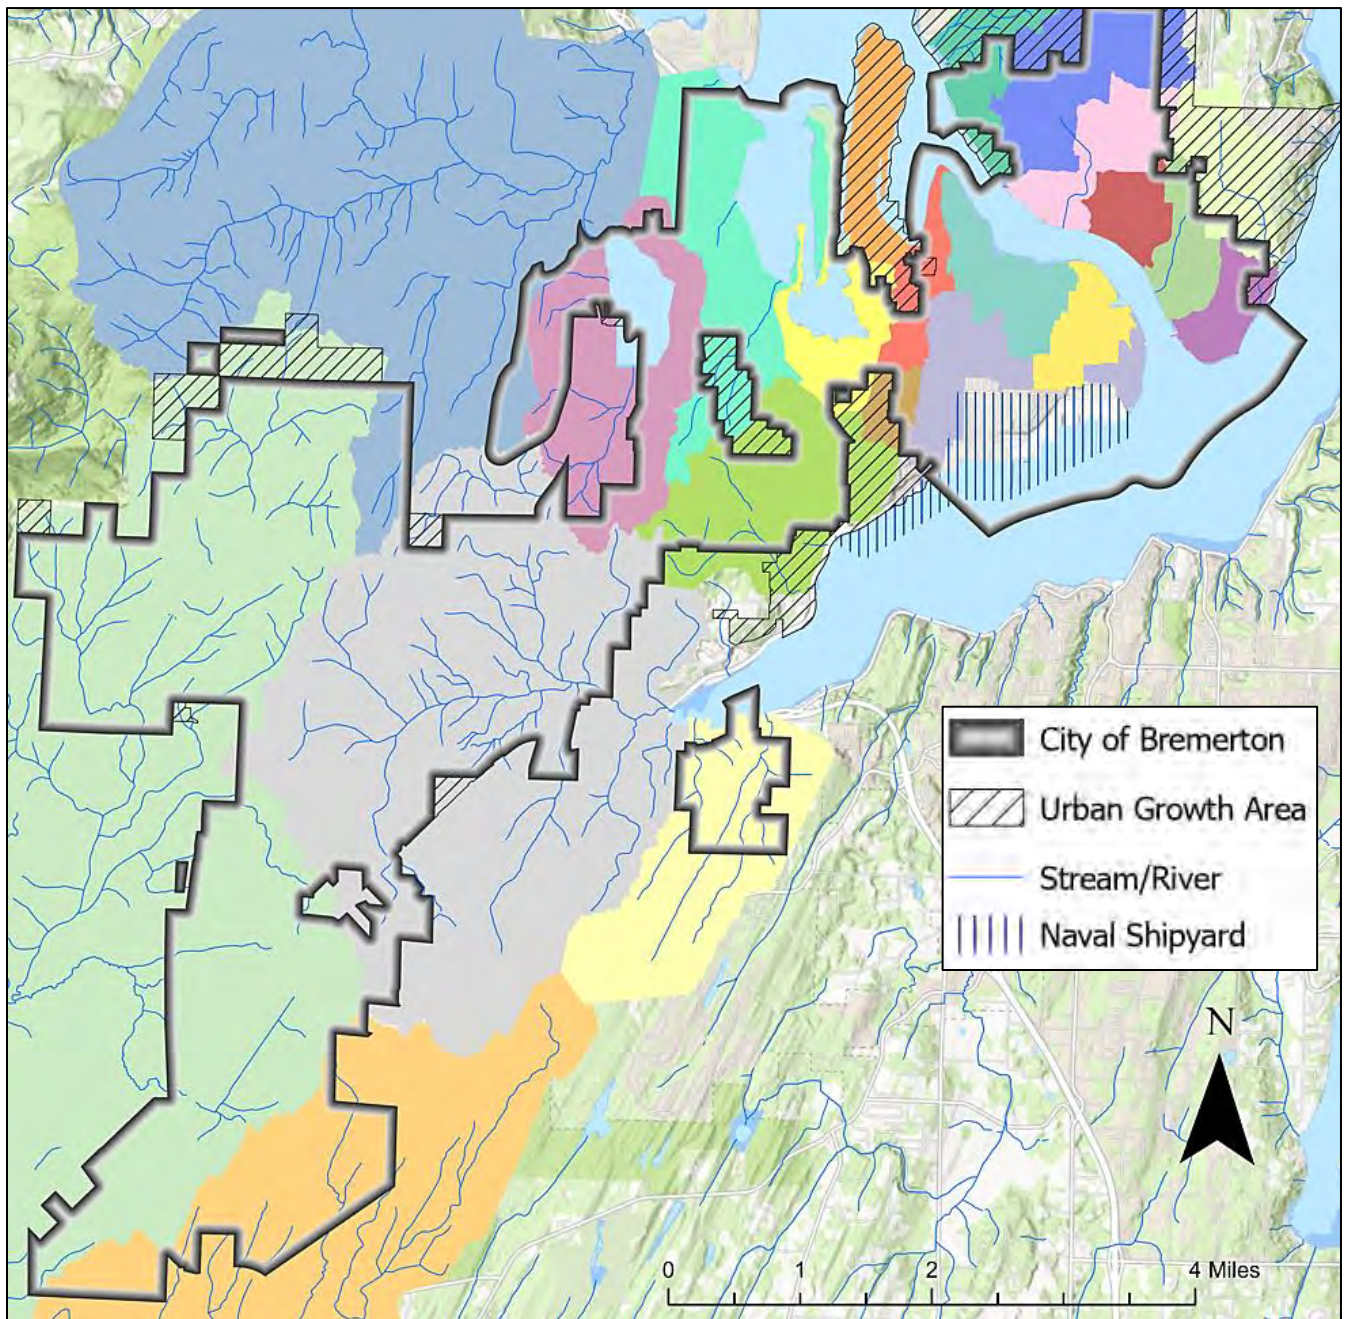 City of Bremerton
Urban Growth Area
Stream/River
Naval Shipyard
N
0 1 2 4 Miles